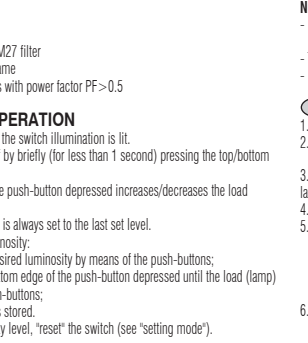 M27 filter
ame
s with power factor PF>0.5
PERATION
the switch illumination is lit.
by briefly (for less than 1 second) pressing the top/bottom
e push-button depressed increases/decreases the load
is always set to the last set level.
nosity:
sired luminosity by means of the push-buttons;
tom edge of the push-button depressed until the load (lamp)
h-buttons;
s stored.
y level, "reset" the switch (see "setting mode").
N
-
-
-
1.
2.
3.
la
4.
5.
6.